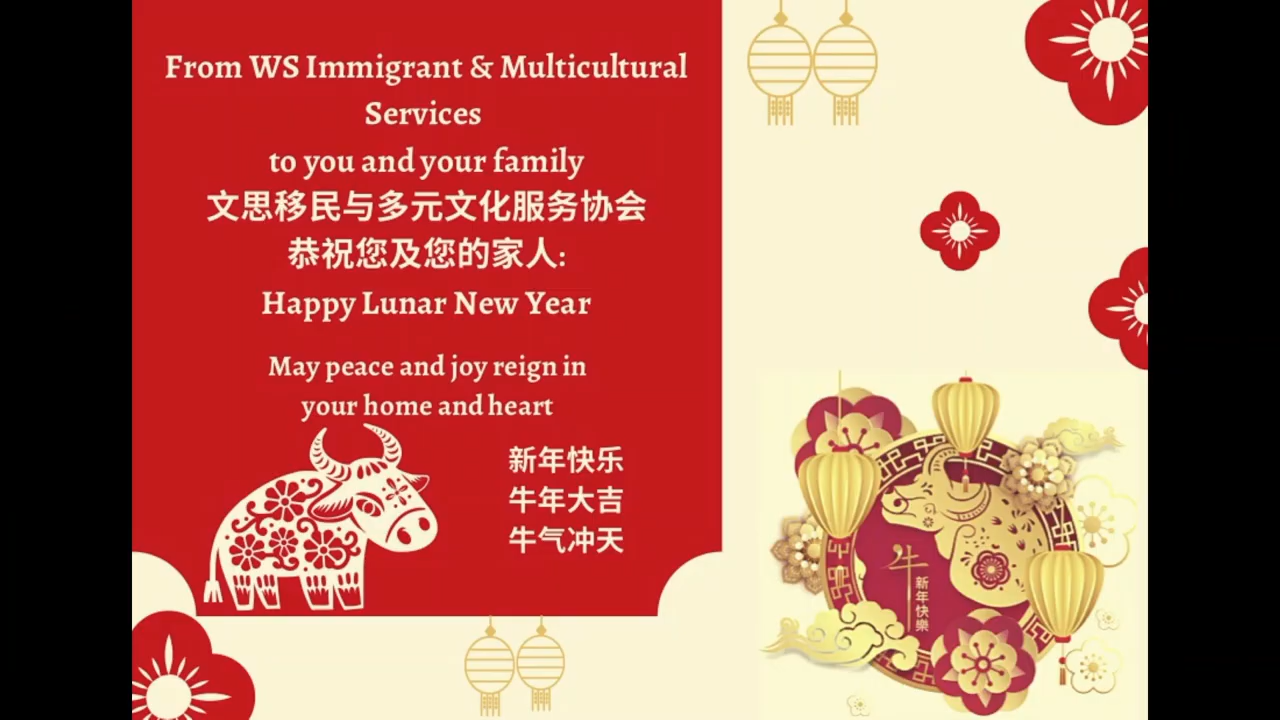 From WS Immigrant & Multicultural
Services
to you and your family
文思移民与多元文化服务协会
恭祝您及您的家人:
Happy Lunar New Year
May peace and joy reign in
your home and heart
新年快乐
牛年大吉
牛气冲天
牛
新年快樂